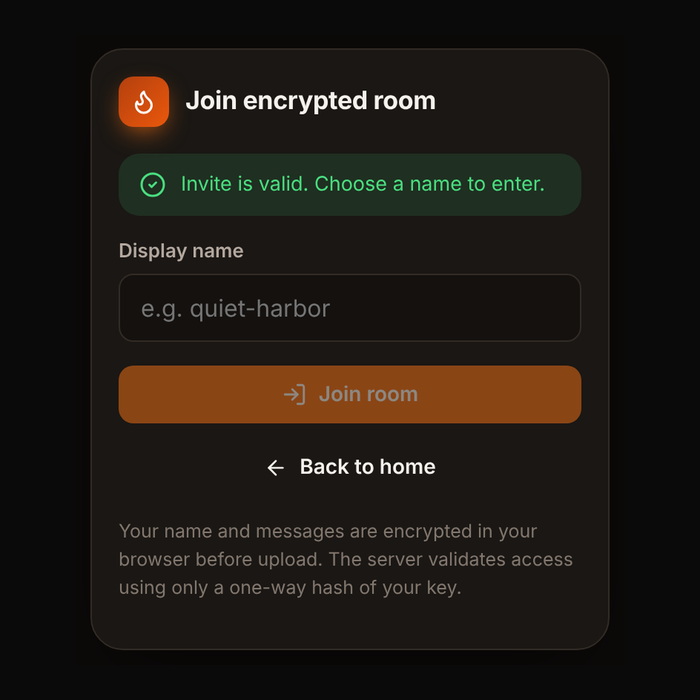 Join encrypted room
Invite is valid. Choose a name to enter.
Display name
e.g. quiet-harbor
Join room
Back to home
Your name and messages are encrypted in your
browser before upload. The server validates access
using only a one-way hash of your key.